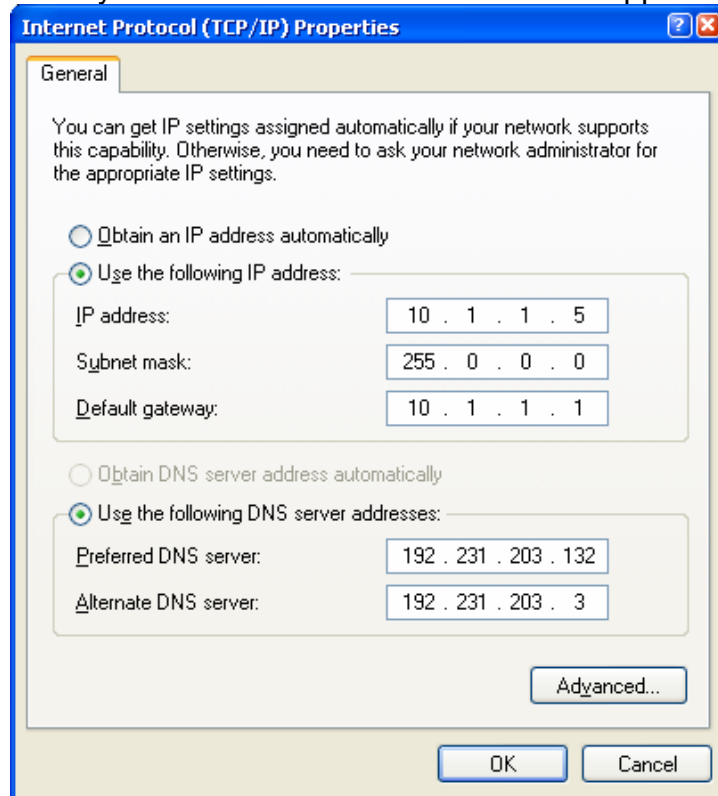 Internet Protocol (TCP/IP) Properties
General
You can get IP settings assigned automatically if your network supports
this capability. Otherwise, you need to ask your network administrator for
the appropriate IP settings.
Obtain an IP address automatically
Use the following IP address:
IP address: 10 . 1 . 1 . 5
Subnet mask: 255 . 0 . 0 . 0
Default gateway: 10 . 1 . 1 . 1
Obtain DNS server address automatically
Use the following DNS server addresses:
Preferred DNS server: 192 . 231 . 203 . 132
Alternate DNS server: 192 . 231 . 203 . 3
Advanced...
OK Cancel